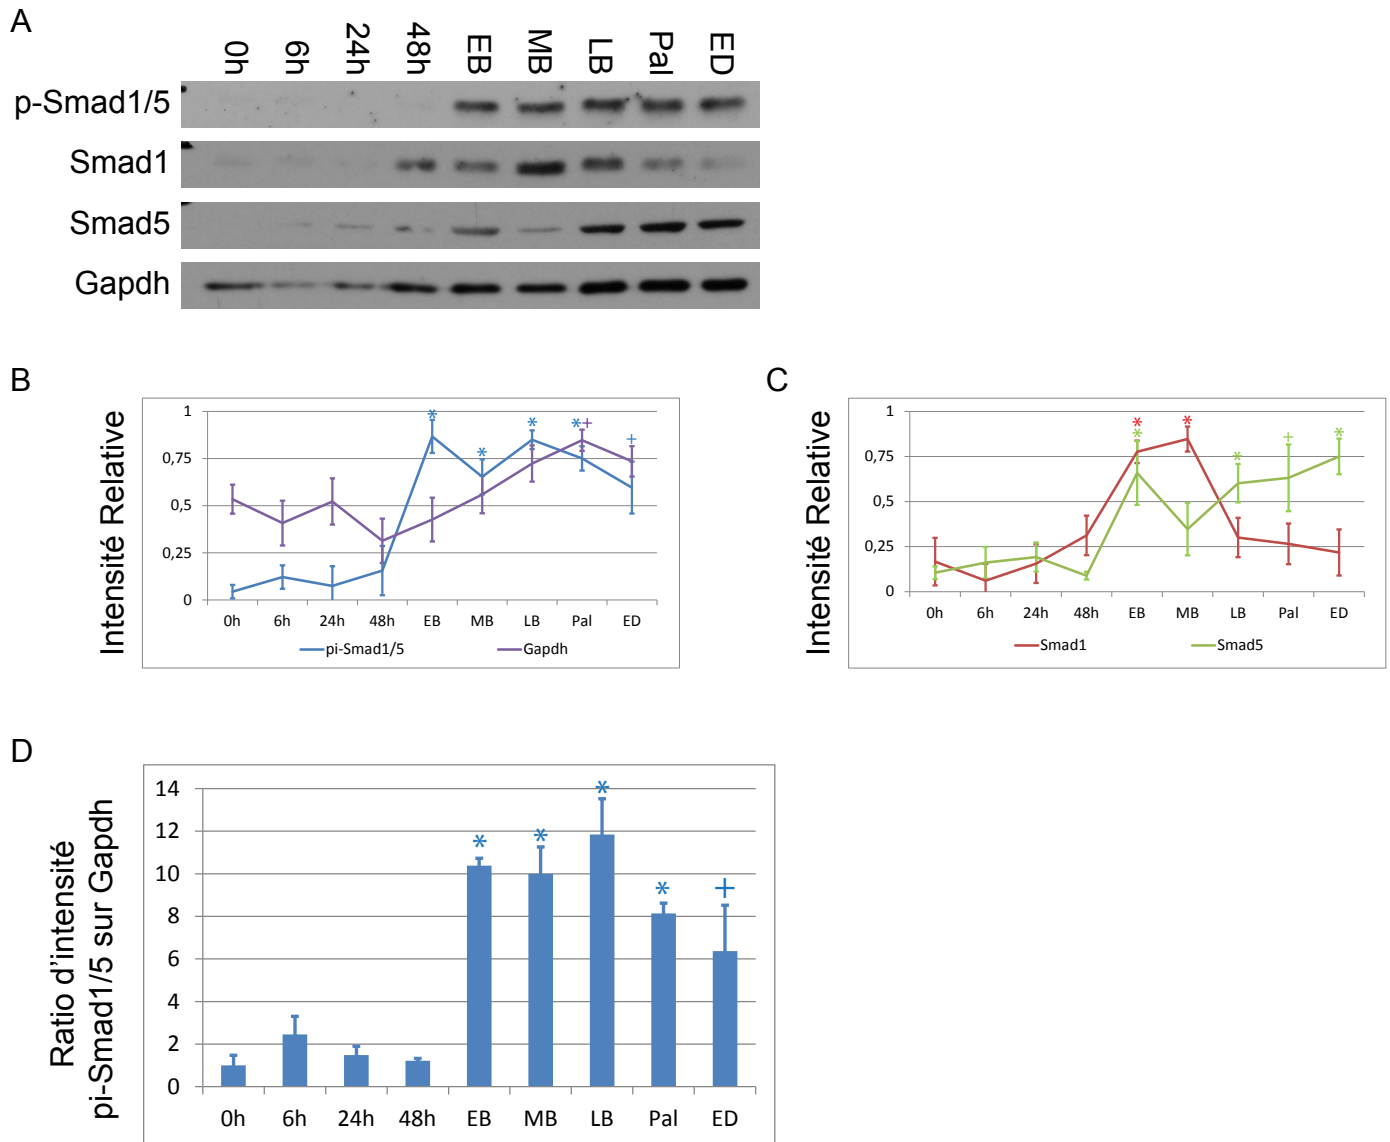 A
0h 6h 24h 48h EB MB LB Pal ED
p-Smad1/5
Smad1
Smad5
Gapdh
B
Intensité Relative
1
* * * *+ +
0,75
0,5
0,25
0
0h 6h 24h 48h EB MB LB Pal ED
pi-Smad1/5 Gapdh
C
Intensité Relative
1
* * * * + *
0,75
0,5
0,25
0
0h 6h 24h 48h EB MB LB Pal ED
Smad1 Smad5
D
Ratio d'intensité
pi-Smad1/5 sur Gapdh
14
12
10
8
6
4
2
0
* * * * +
0h 6h 24h 48h EB MB LB Pal ED